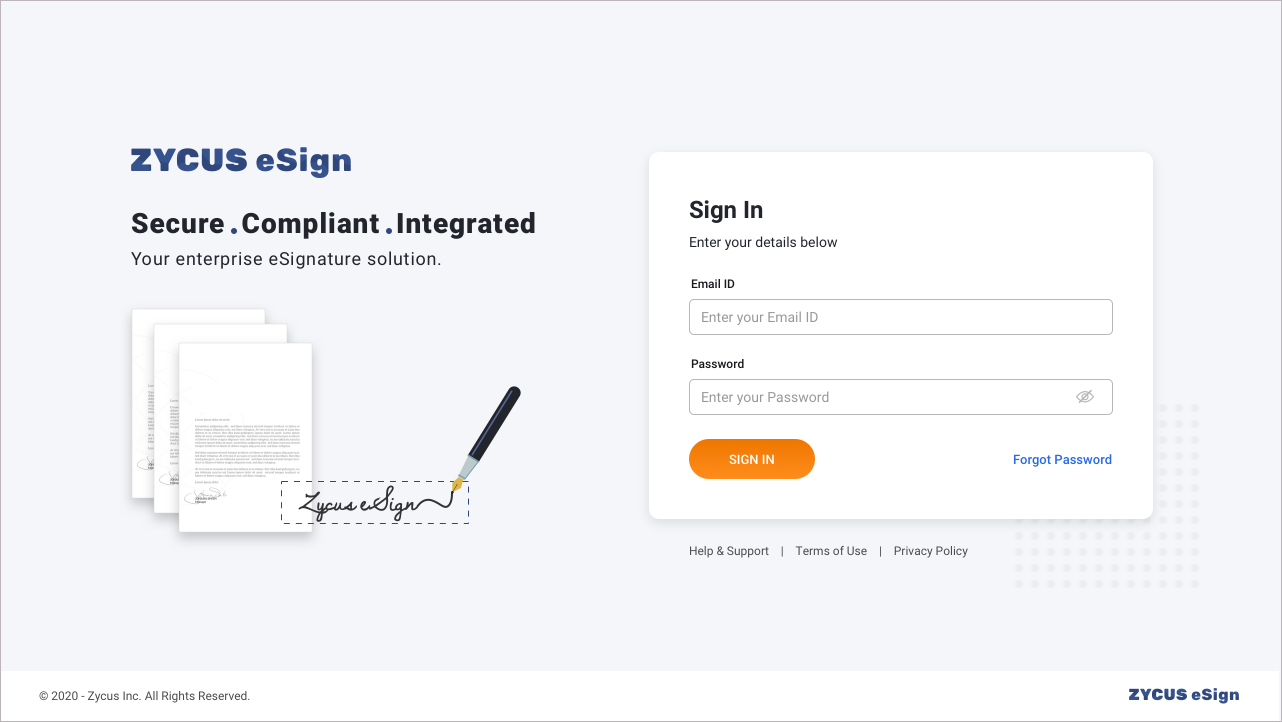 ZYCUS eSign
Secure . Compliant . Integrated
Your enterprise eSignature solution.
Zycus eSign
Sign In
Enter your details below
Email ID
Enter your Email ID
Password
Enter your Password
SIGN IN
Forgot Password
Help & Support | Terms of Use | Privacy Policy
© 2020 - Zycus Inc. All Rights Reserved.
ZYCUS eSign